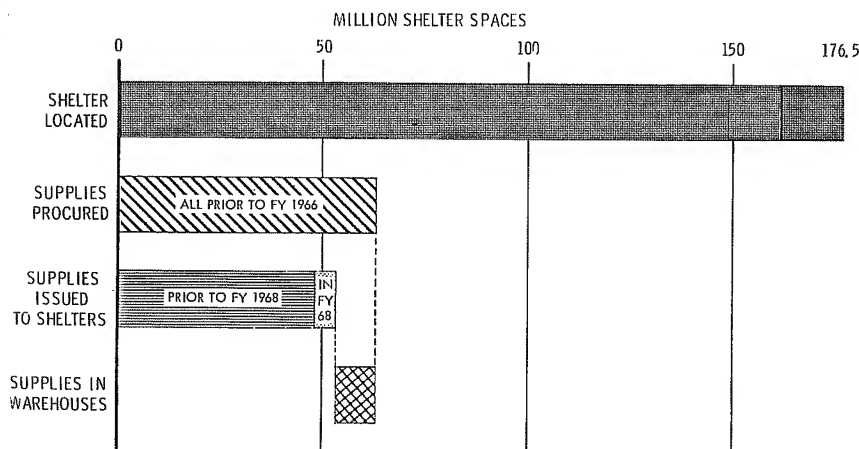 MILLION SHELTER SPACES
0 50 100 150 176.5
SHELTER
LOCATED
SUPPLIES
PROCURED
ALL PRIOR TO FY 1966
SUPPLIES
ISSUED
TO SHELTERS
PRIOR TO FY 1968
IN
FY
68
SUPPLIES IN
WAREHOUSES